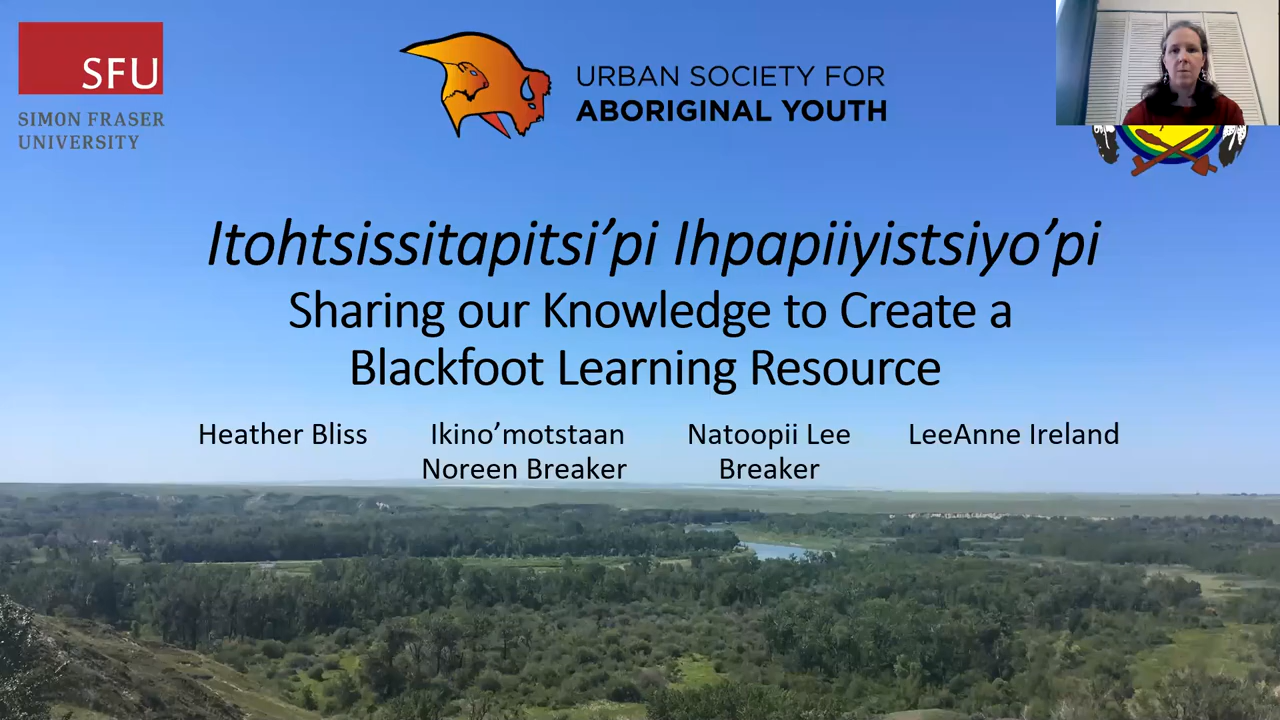 SFU
SIMON FRASER
UNIVERSITY
URBAN SOCIETY FOR
ABORIGINAL YOUTH
Itohtsissitapitsi’pi Ihpapiiyistsiyo’pi
Sharing our Knowledge to Create a
Blackfoot Learning Resource
Heather Bliss
Ikino’motstaan
Noreen Breaker
Natoopii Lee
Breaker
LeeAnne Ireland